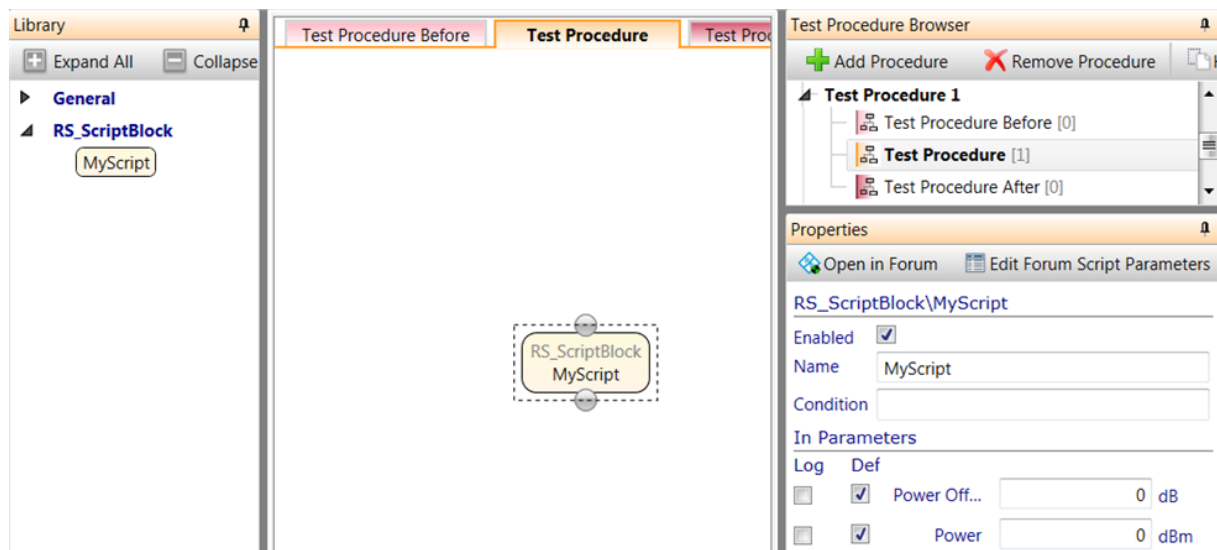 Library
Expand All Collapse
General
RS_ScriptBlock
MyScript
Test Procedure Before Test Procedure Test Proc
RS_ScriptBlock
MyScript
Test Procedure Browser
Add Procedure Remove Procedure
Test Procedure 1
Test Procedure Before [0]
Test Procedure [1]
Test Procedure After [0]
Properties
Open in Forum Edit Forum Script Parameters
RS_ScriptBlock\MyScript
Enabled
Name MyScript
Condition
In Parameters
Log Def
Power Off... 0 dB
Power 0 dBm